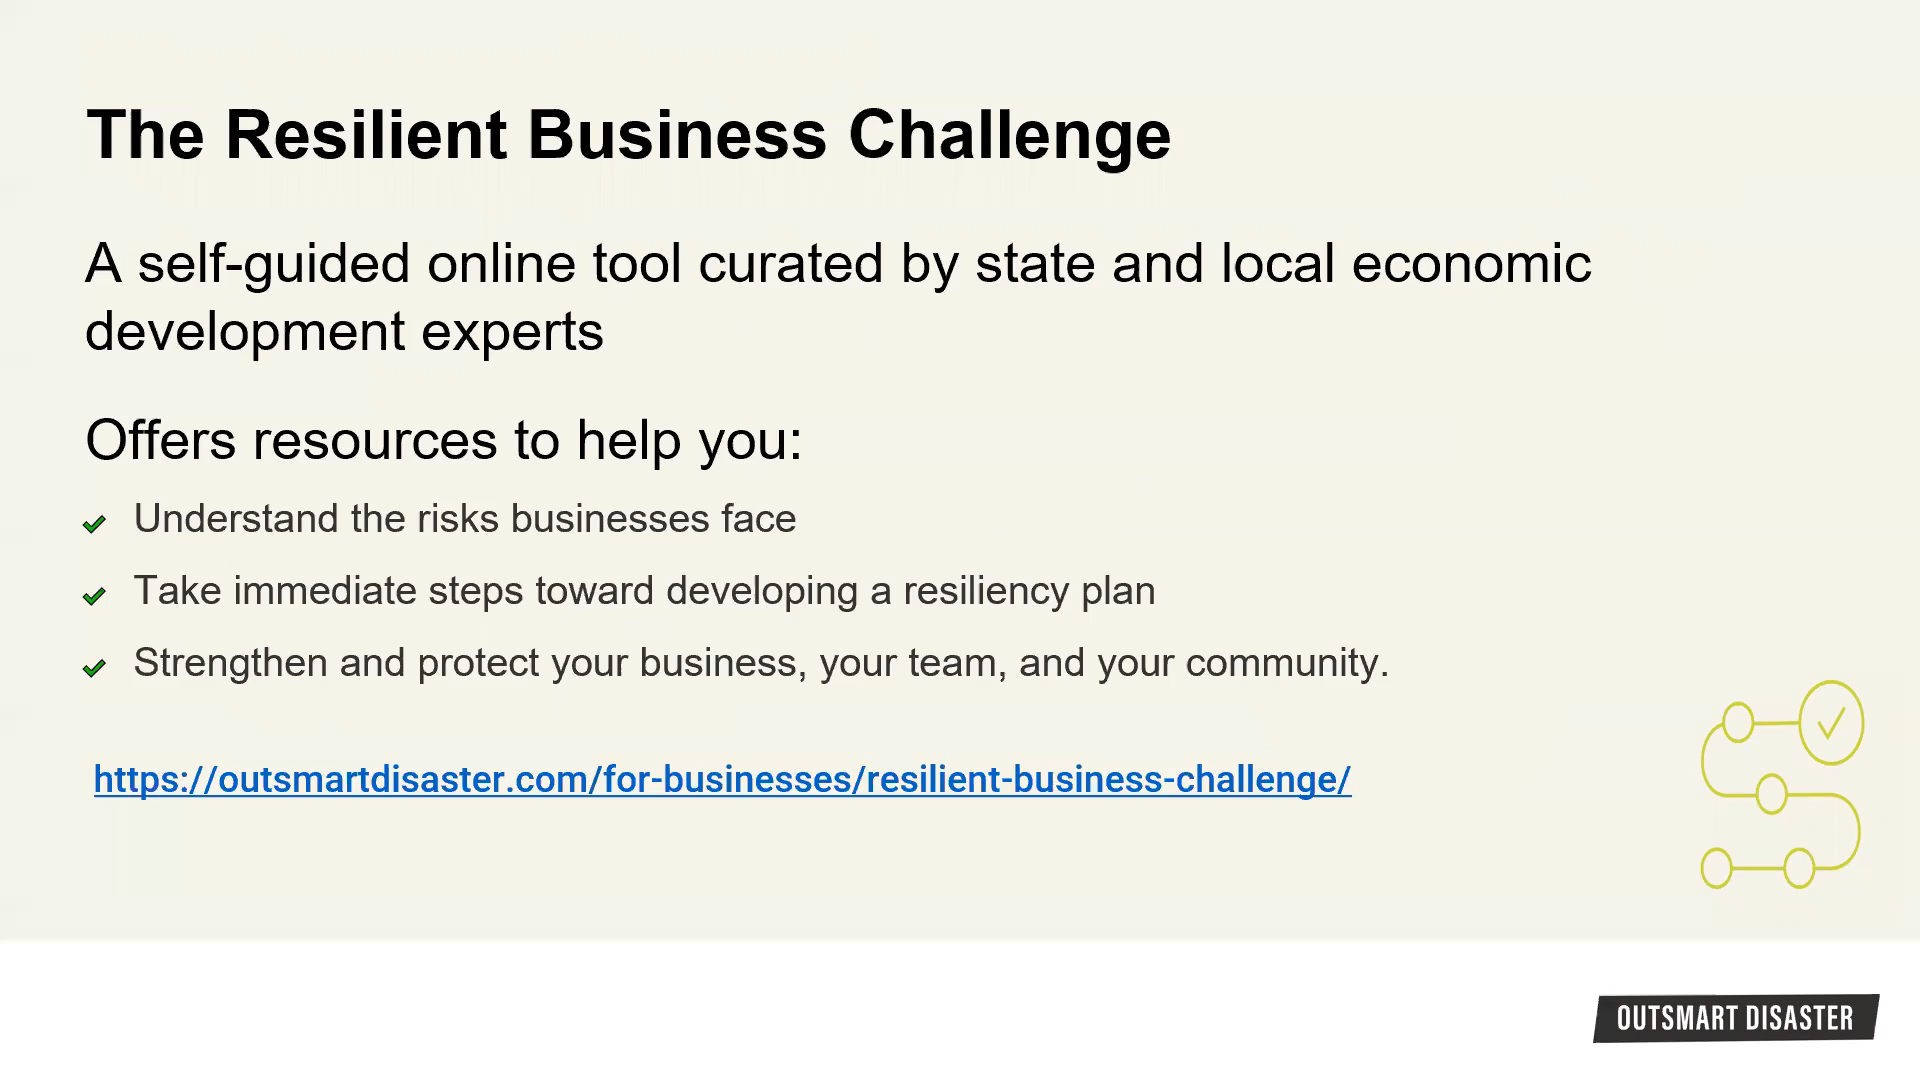 The Resilient Business Challenge
A self-guided online tool curated by state and local economic
development experts
Offers resources to help you:
Understand the risks businesses face
Take immediate steps toward developing a resiliency plan
Strengthen and protect your business, your team, and your community.
https://outsmartdisaster.com/for-businesses/resilient-business-challenge/
OUTSMART DISASTER